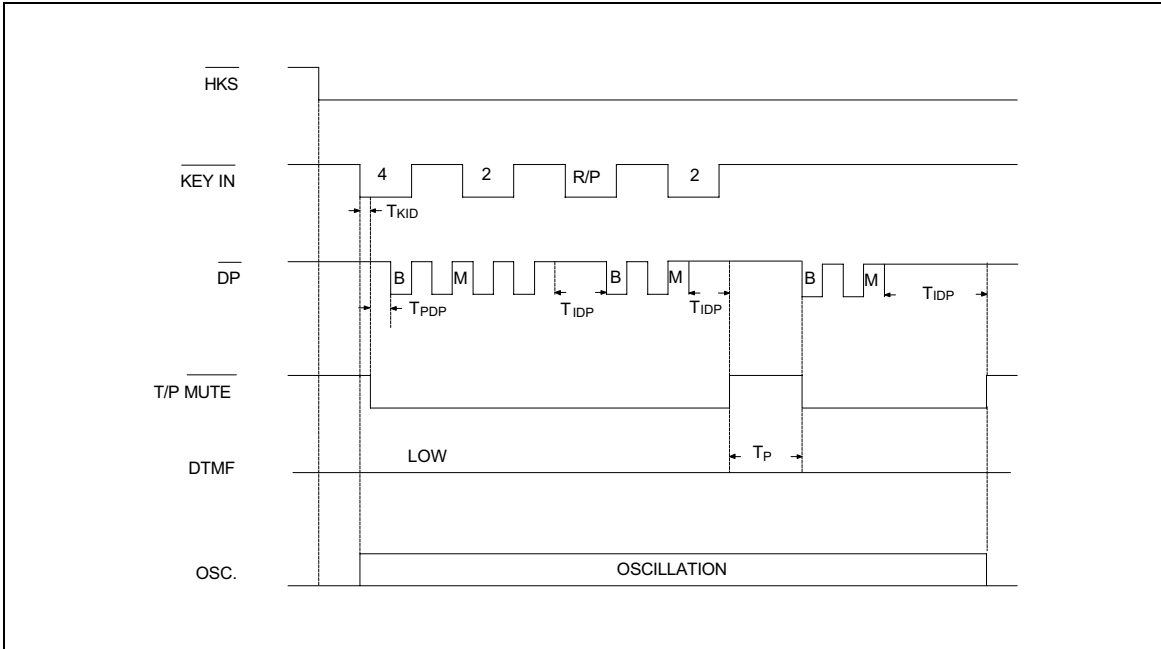 HKS
KEY IN
4
2
R/P
2
TKID
DP
B
M
B
M
B
M
TPDP
TIDP
TIDP
TIDP
T/P MUTE
DTMF
LOW
TP
OSC.
OSCILLATION